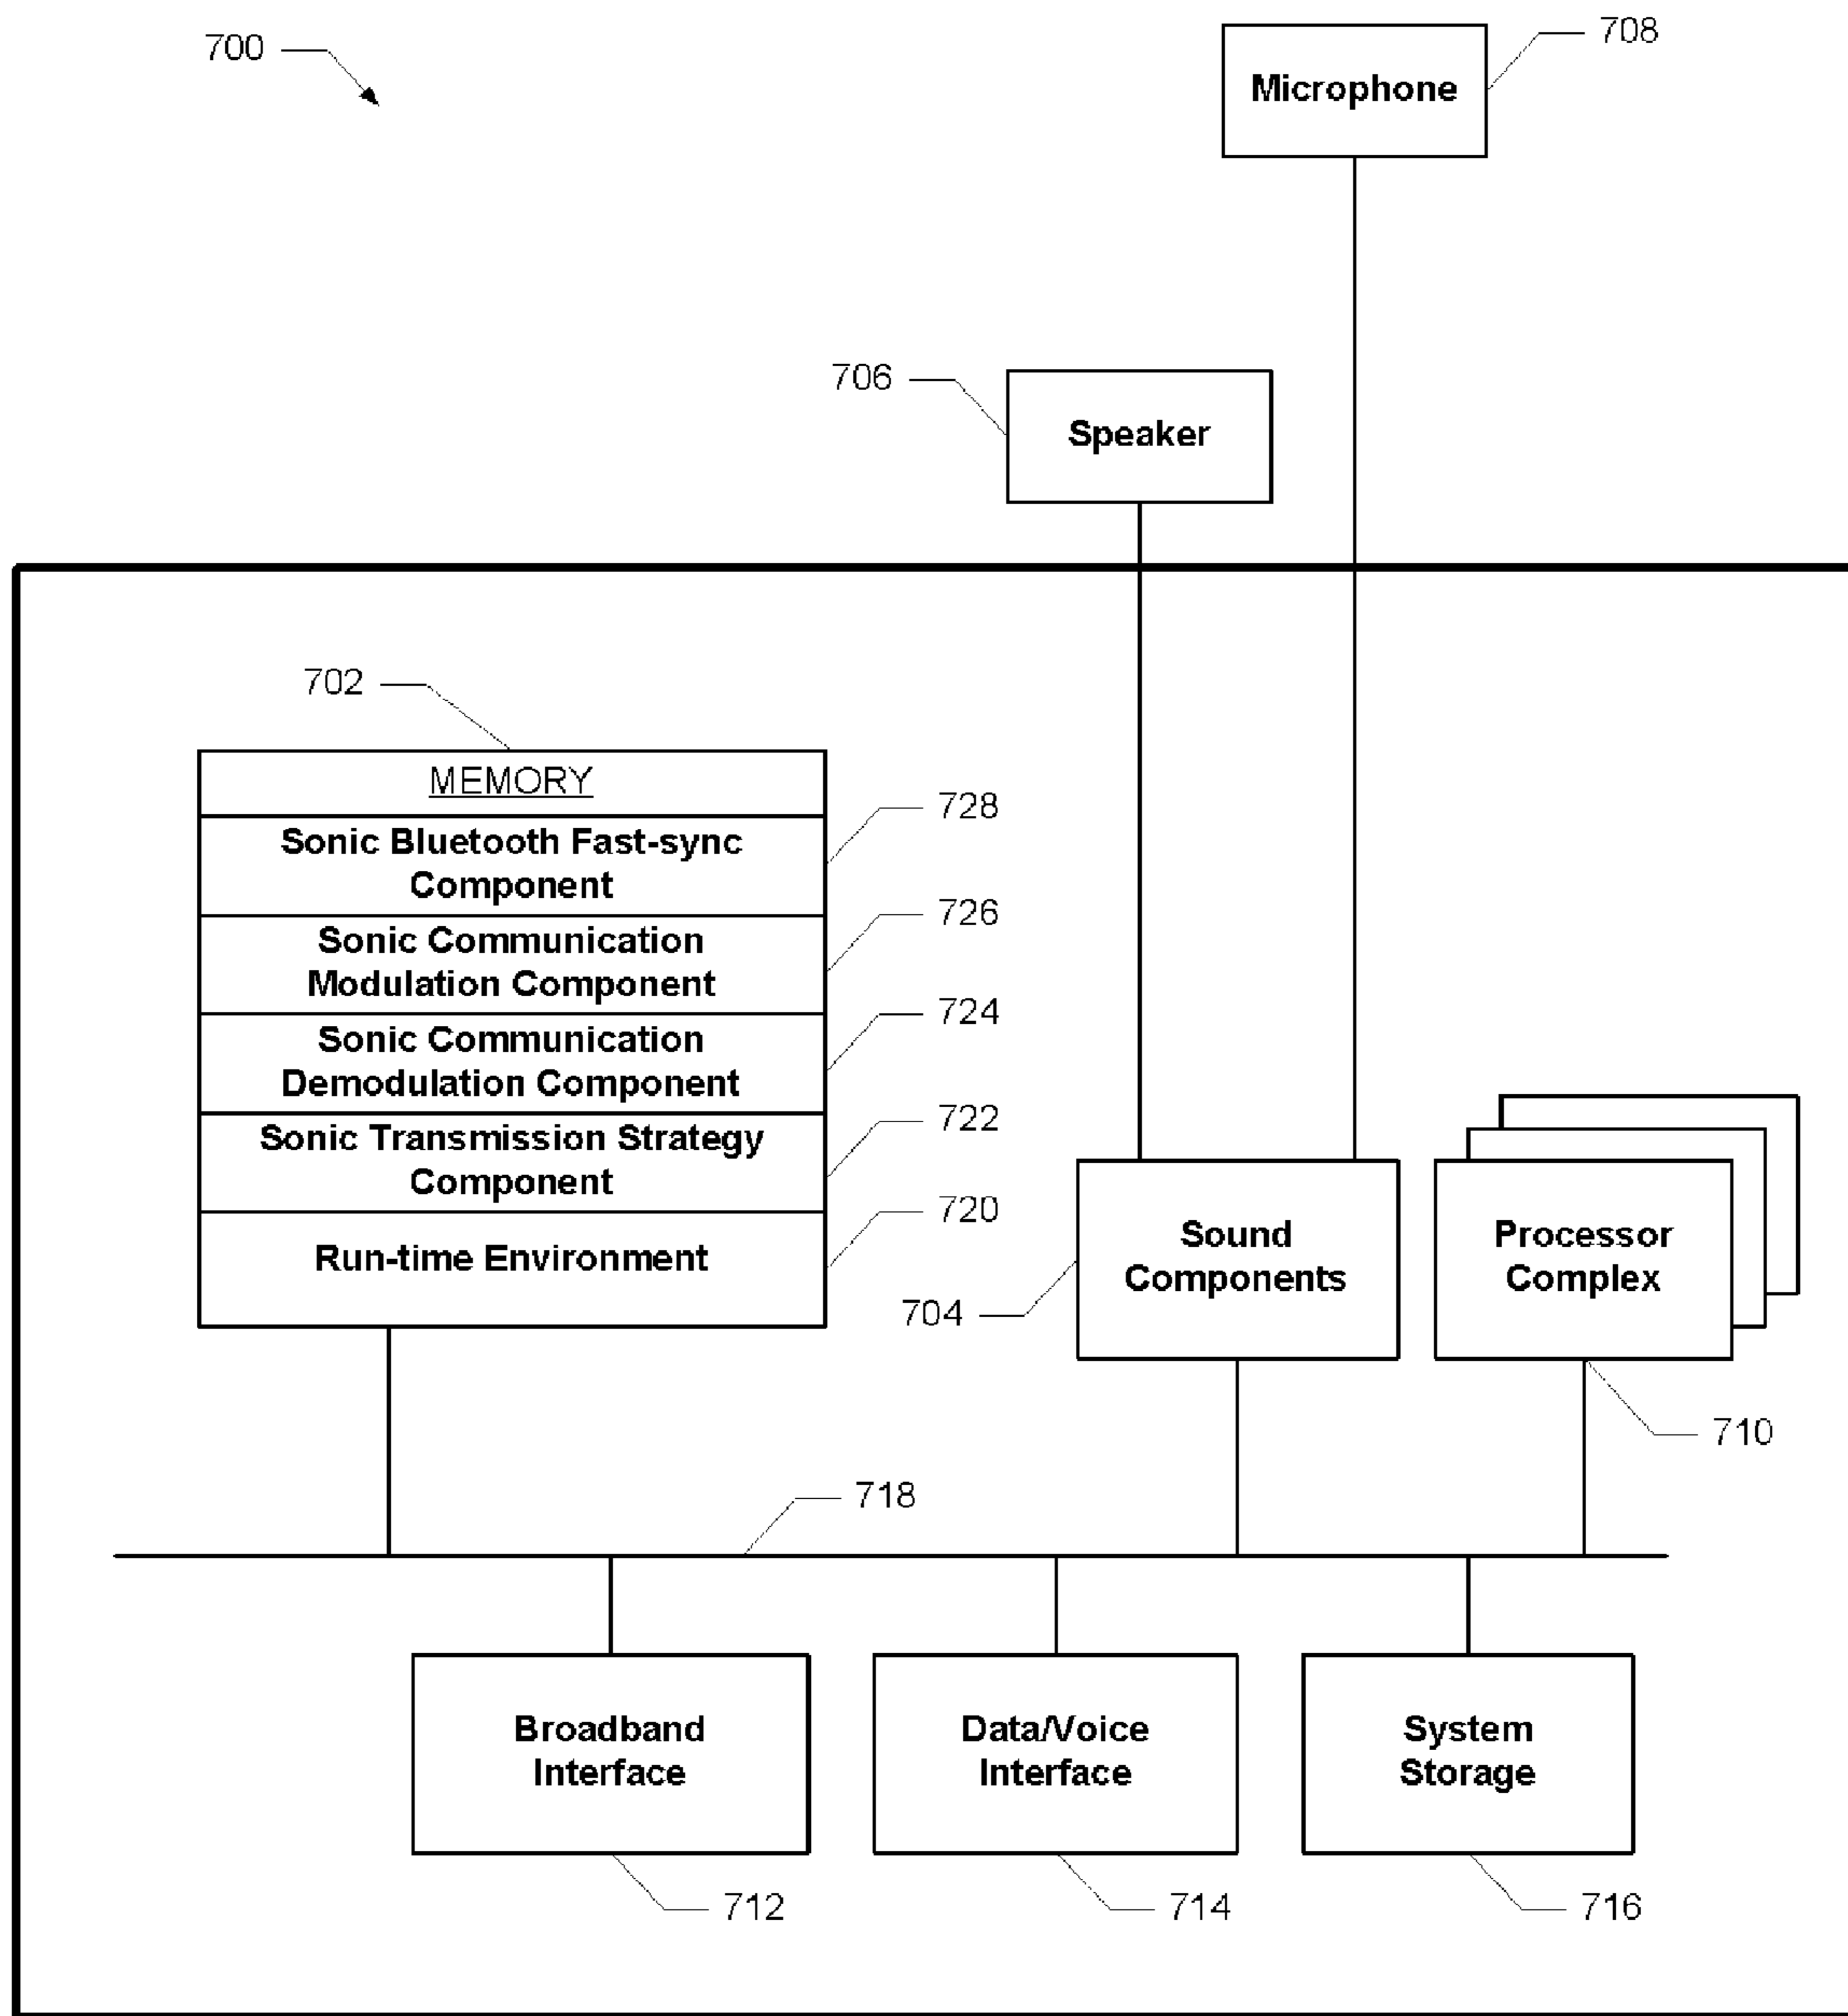 700
708
Microphone
706
Speaker
702
MEMORY
728
Sonic Bluetooth Fast-sync
Component
726
Sonic Communication
Modulation Component
724
Sonic Communication
Demodulation Component
722
Sonic Transmission Strategy
Component
720
Run-time Environment
Sound
Components
704
Processor
Complex
710
718
Broadband
Interface
Data/Voice
Interface
System
Storage
712
714
716